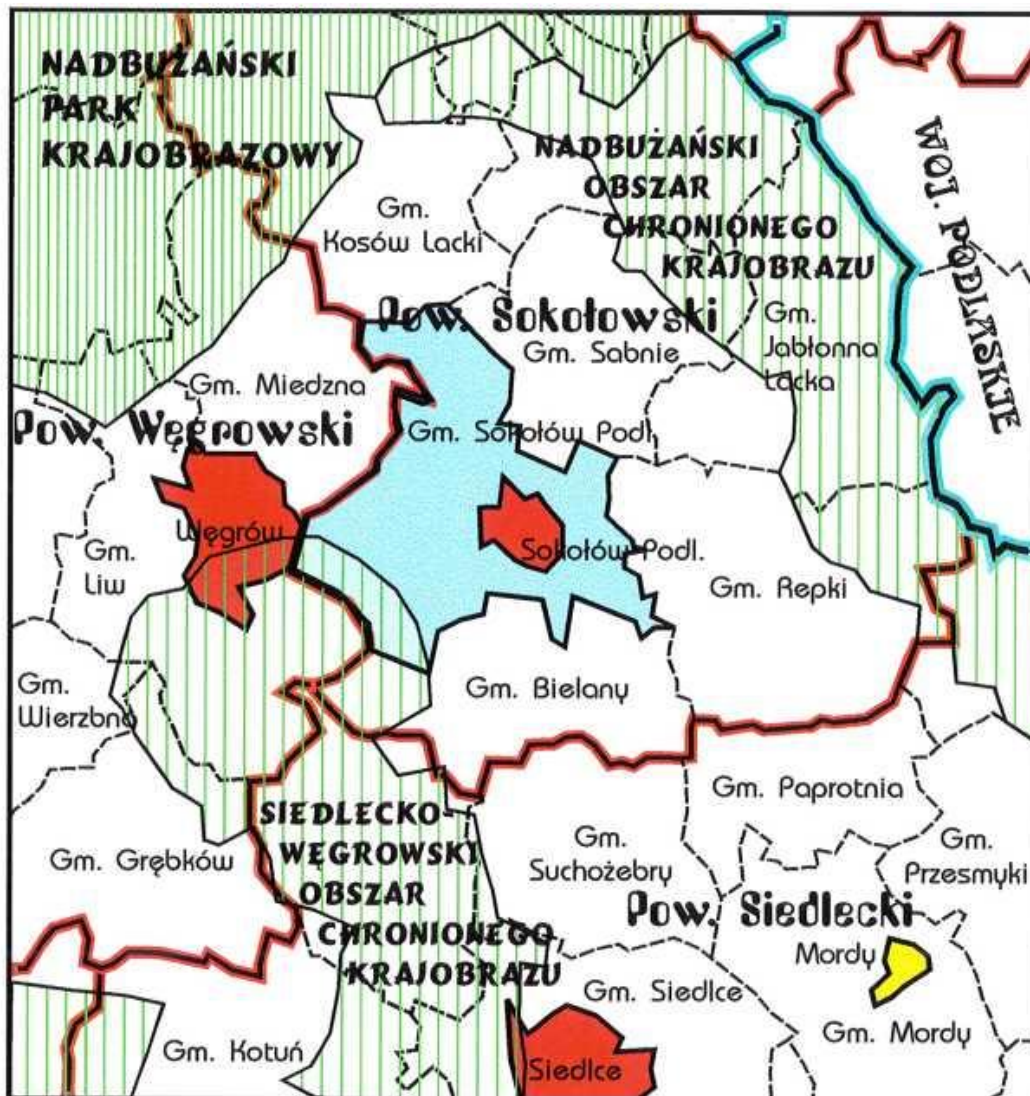 NADBUŻAŃSKI
PARK
KRAJOBRAZOWY
NADBUŻAŃSKI
OBSZAR
CHRONIONEGO
KRAJOBRAZU
WOJ. PODLASKIE
Gm.
Kosów Lacki
Pow. Sokołowski
Gm. Sabnie
Gm.
Jabłonna
Lacka
Gm. Miedzna
Pow. Węgrowski
Gm. Sokołów Podl.
Węgrów
Sokołów Podl.
Gm.
Liw
Gm. Repki
Gm.
Wierzbno
Gm. Bielany
Gm. Paprotnia
SIEDLECKO-
WĘGROWSKI
OBSZAR
CHRONIONEGO
KRAJOBRAZU
Gm. Grębków
Gm.
Suchożebry
Gm.
Przesmyki
Pow. Siedlecki
Mordy
Gm. Siedlce
Gm. Mordy
Gm. Kotuń
Siedlce